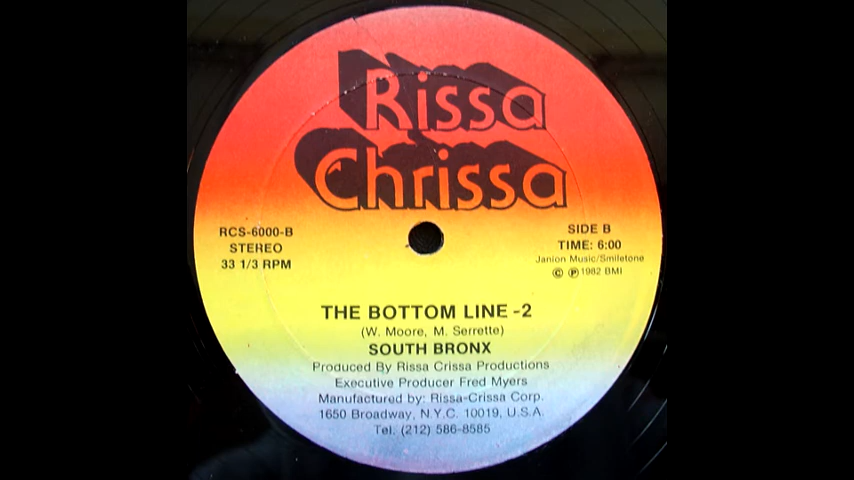 Rissa
Chrissa
RCS-6000-B
STEREO
33 1/3 RPM
SIDE B
TIME: 6:00
Janion Music/Smiletone
© ℗ 1982 BMI
THE BOTTOM LINE -2
(W. Moore, M. Serrette)
SOUTH BRONX
Produced By Rissa Crissa Productions
Executive Producer Fred Myers
Manufactured by: Rissa-Crissa Corp.
1650 Broadway, N.Y.C. 10019, U.S.A.
Tel. (212) 586-8585